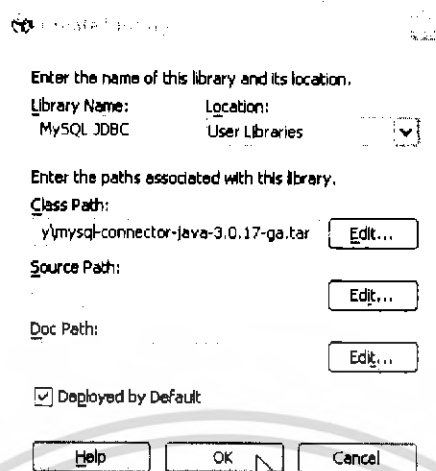 Create Library
Enter the name of this library and its location.
Library Name: Location:
MySQL JDBC User Libraries
Enter the paths associated with this library.
Class Path:
y\mysql-connector-java-3.0.17-ga.tar Edit...
Source Path:
Edit...
Doc Path:
Edit...
Deployed by Default
Help OK Cancel